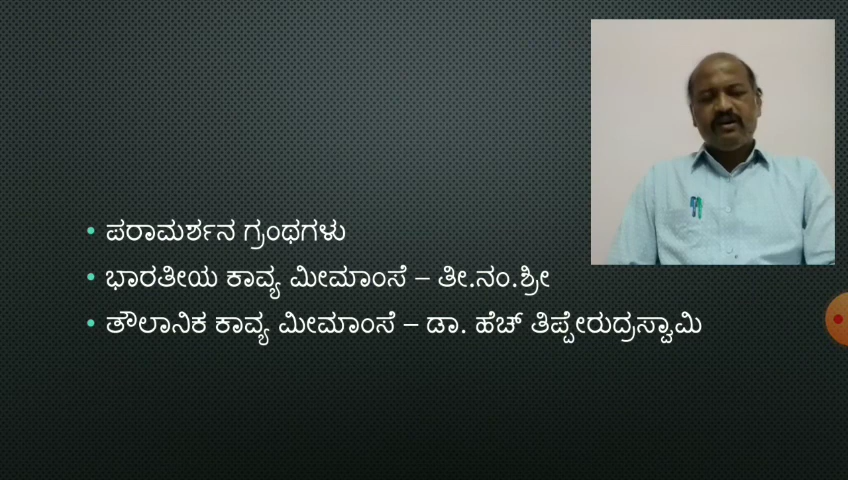 ಪರಾಮರ್ಶನ ಗ್ರಂಥಗಳು
ಭಾರತೀಯ ಕಾವ್ಯ ಮೀಮಾಂಸೆ – ತೀ.ನಂ.ಶ್ರೀ
ತೌಲಾನಿಕ ಕಾವ್ಯ ಮೀಮಾಂಸೆ – ಡಾ. ಹೆಚ್ ತಿಪ್ಪೇರುದ್ರಸ್ವಾಮಿ